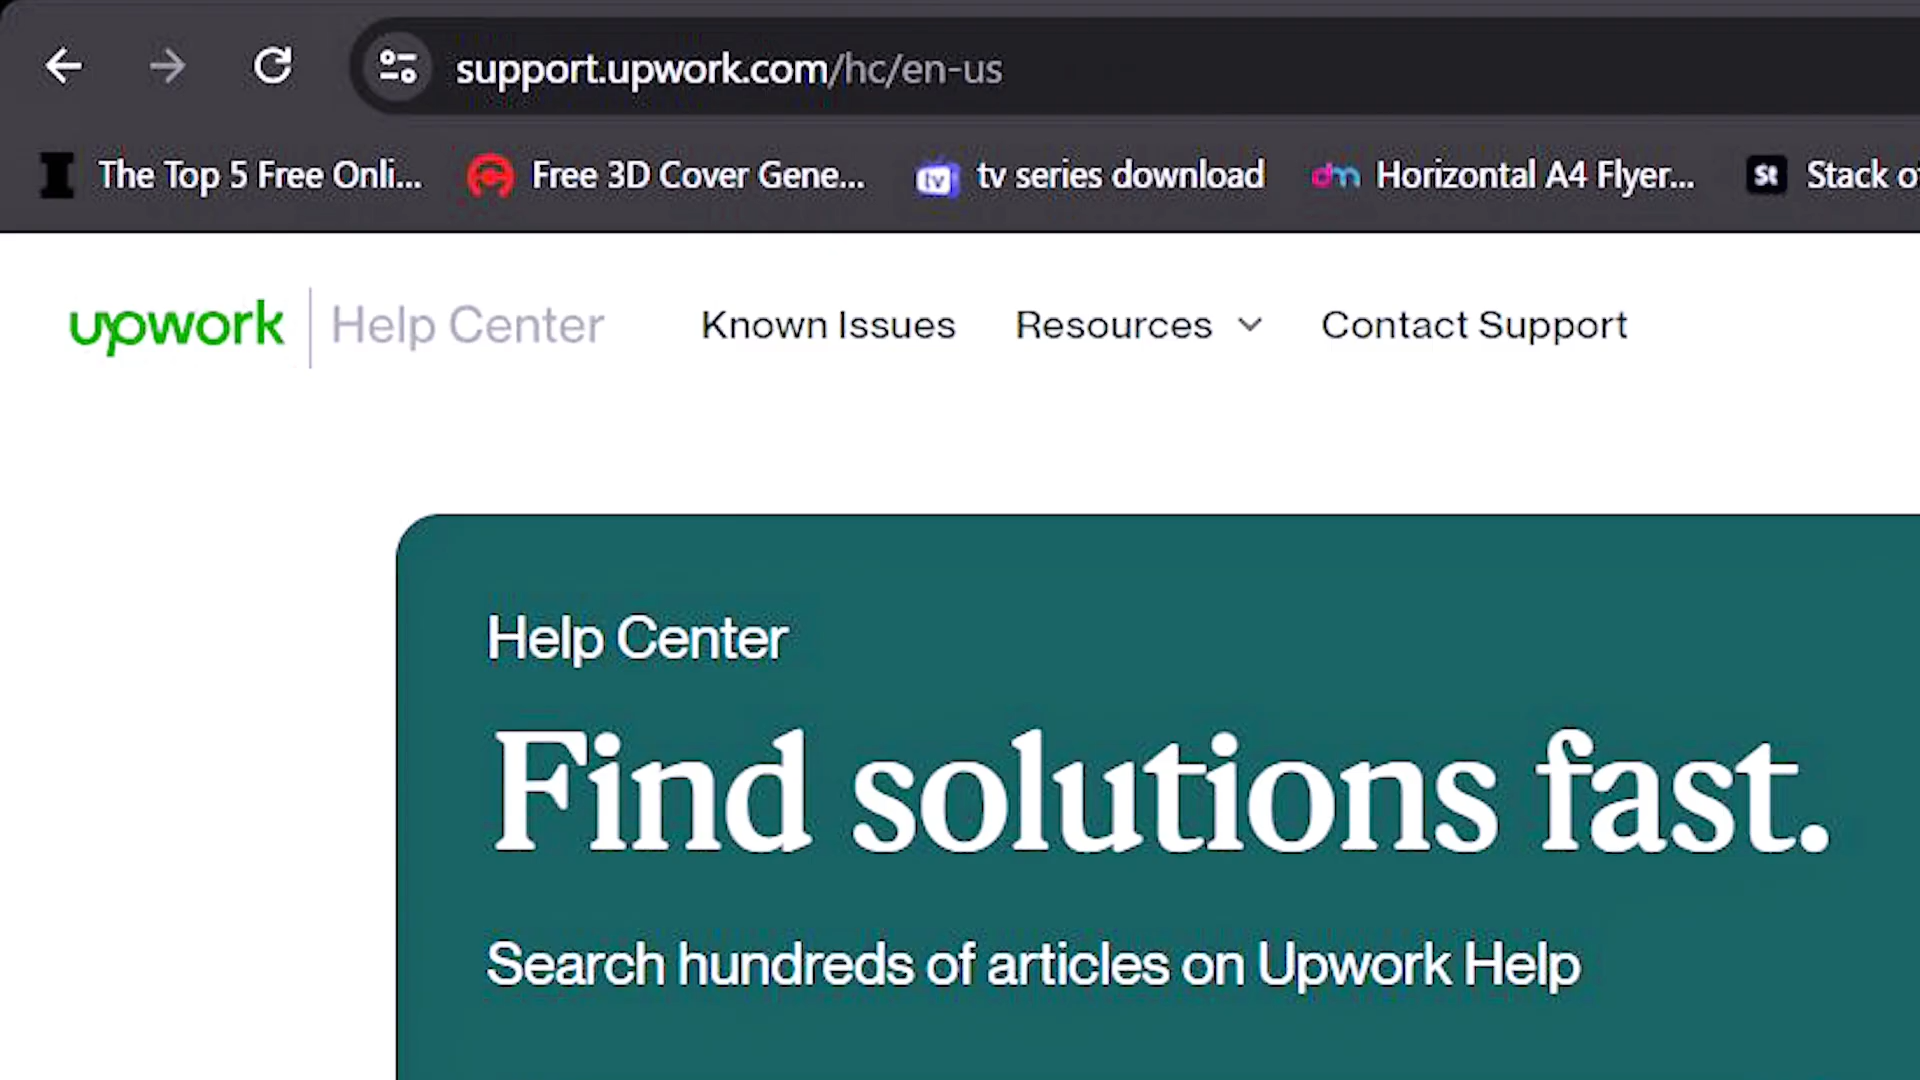 support.upwork.com/hc/en-us
The Top 5 Free Onli... Free 3D Cover Gene... tv series download Horizontal A4 Flyer... Stack o
upwork Help Center Known Issues Resources Contact Support
Help Center
Find solutions fast.
Search hundreds of articles on Upwork Help